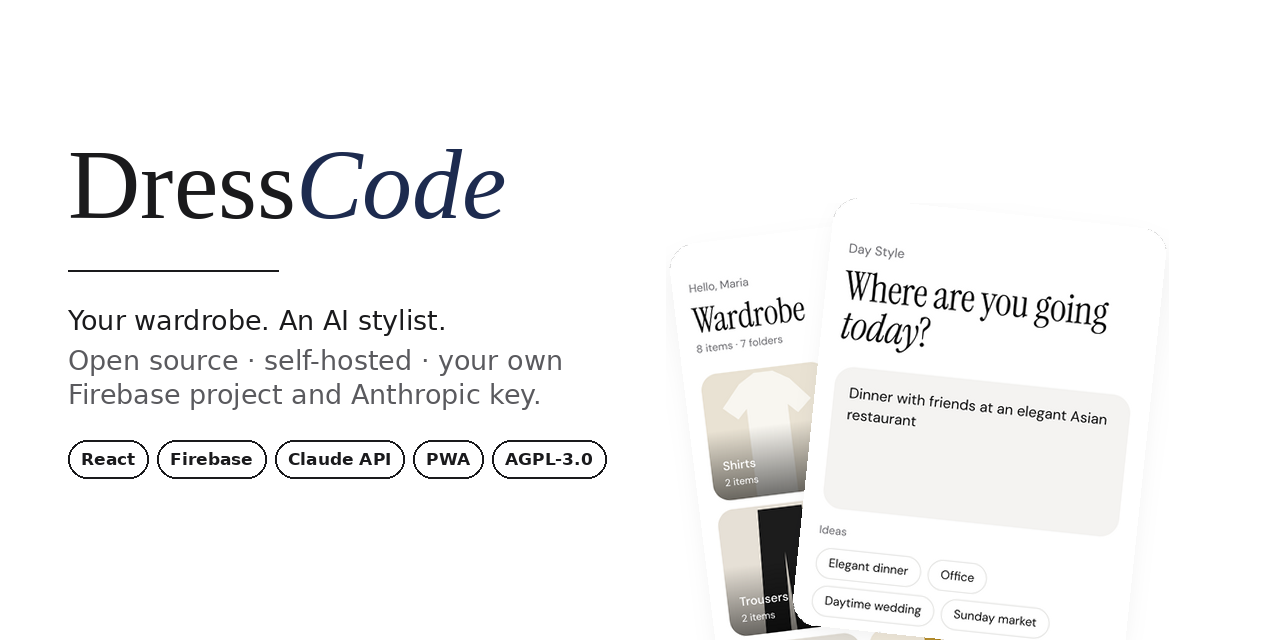 DressCode
Your wardrobe. An AI stylist.
Open source · self-hosted · your own
Firebase project and Anthropic key.
React
Firebase
Claude API
PWA
AGPL-3.0
Hello, Maria
Wardrobe
8 items · 7 folders
Shirts
2 items
Trousers
2 items
Day Style
Where are you going
today?
Dinner with friends at an elegant Asian
restaurant
Ideas
Elegant dinner
Office
Daytime wedding
Sunday market